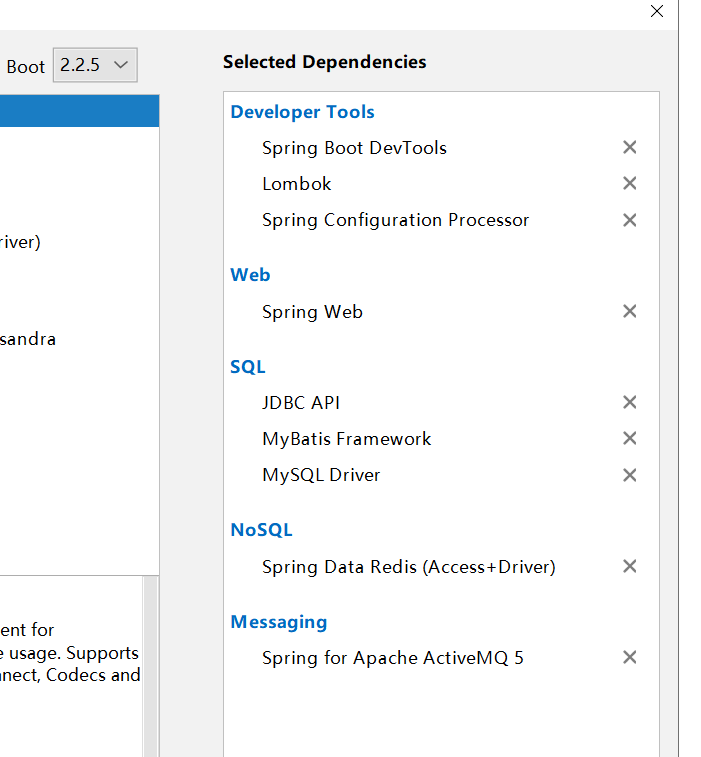 Boot 2.2.5
Selected Dependencies
Developer Tools
Spring Boot DevTools
Lombok
Spring Configuration Processor
Web
Spring Web
SQL
JDBC API
MyBatis Framework
MySQL Driver
NoSQL
Spring Data Redis (Access+Driver)
Messaging
Spring for Apache ActiveMQ 5
river)
sandra
ent for
e usage. Supports
nnect, Codecs and